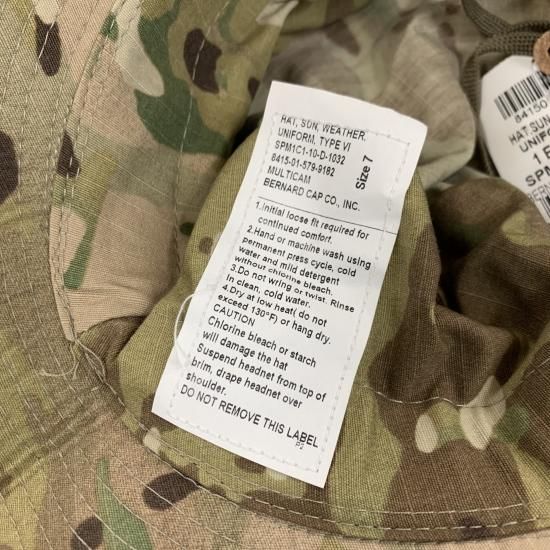 HAT, SUN, WEATHER,
UNIFORM, TYPE VI
SPM1C1-10-D-1032
8415-01-579-9182
MULTICAM
BERNARD CAP CO., INC.
Size 7
1.Initial loose fit required for
continued comfort.
2.Hand or machine wash using
permanent press cycle, cold
water and mild detergent
without chlorine bleach.
3.Do not wring or twist. Rinse
In clean, cold water.
4.Dry at low heat( do not
exceed 130°F) or hang dry.
CAUTION
Chlorine bleach or starch
will damage the hat
Suspend headnet from top of
brim, drape headnet over
shoulder.
DO NOT REMOVE THIS LABEL
84150
HAT,SUN
UNIF
1 E